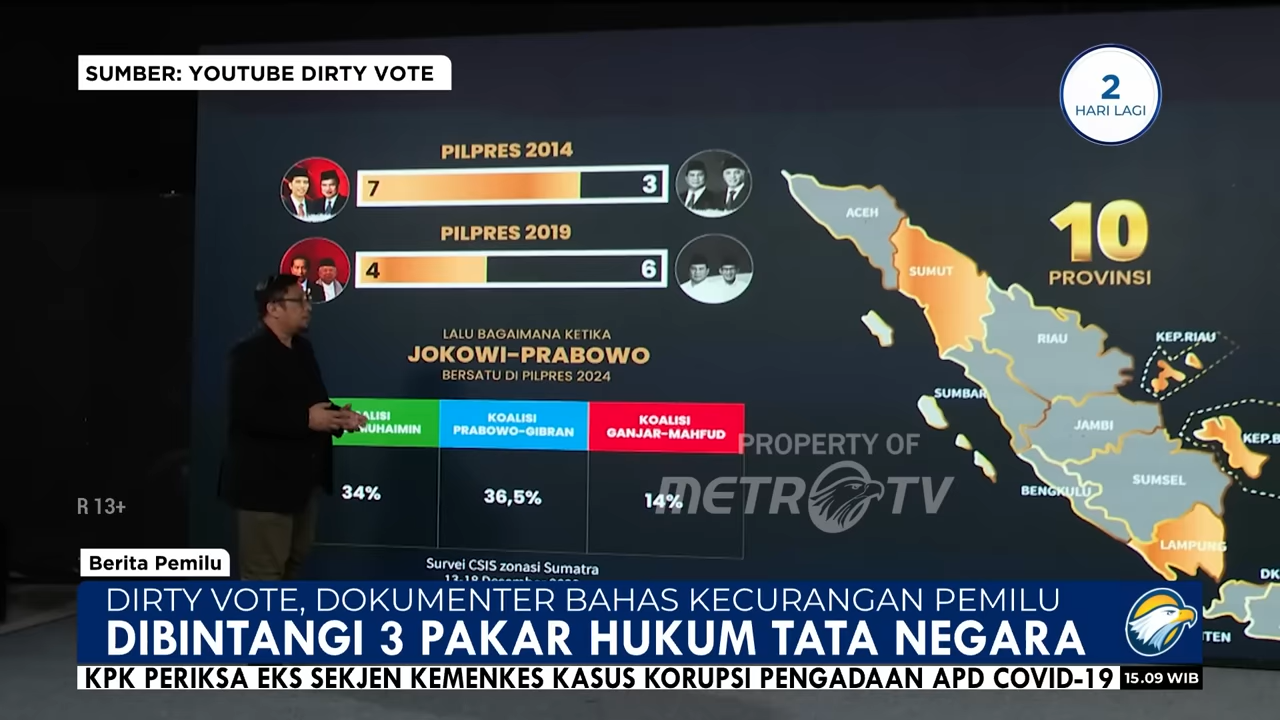 SUMBER: YOUTUBE DIRTY VOTE
2
HARI LAGI
PILPRES 2014
7
3
PILPRES 2019
4
6
LALU BAGAIMANA KETIKA
JOKOWI-PRABOWO
BERSATU DI PILPRES 2024
KOALISI
PRABOWO-GIBRAN
KOALISI
GANJAR-MAHFUD
34%
36,5%
14%
Survei CSIS zonasi Sumatra
10
PROVINSI
ACEH
SUMUT
RIAU
KEP.RIAU
SUMBAR
JAMBI
KEP.B
SUMSEL
BENGKULU
LAMPUNG
DK
TEN
PROPERTY OF
METRO TV
R 13+
Berita Pemilu
DIRTY VOTE, DOKUMENTER BAHAS KECURANGAN PEMILU
DIBINTANGI 3 PAKAR HUKUM TATA NEGARA
KPK PERIKSA EKS SEKJEN KEMENKES KASUS KORUPSI PENGADAAN APD COVID-19
15.09 WIB